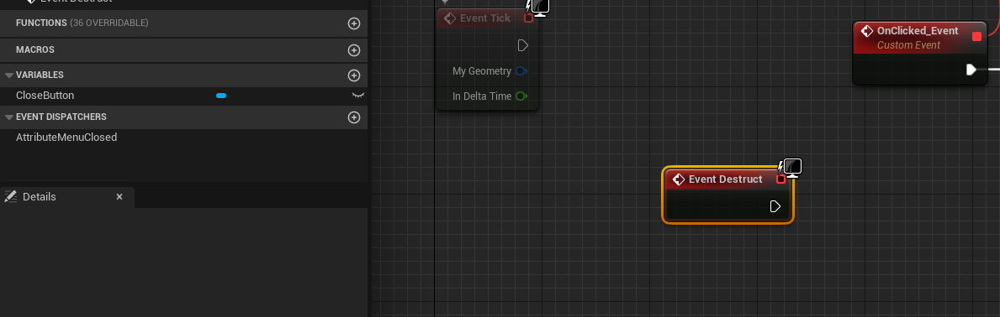 Event Destruct
FUNCTIONS (36 OVERRIDABLE)
MACROS
VARIABLES
CloseButton
EVENT DISPATCHERS
AttributeMenuClosed
Details
Event Tick
My Geometry
In Delta Time
Event Destruct
OnClicked_Event
Custom Event